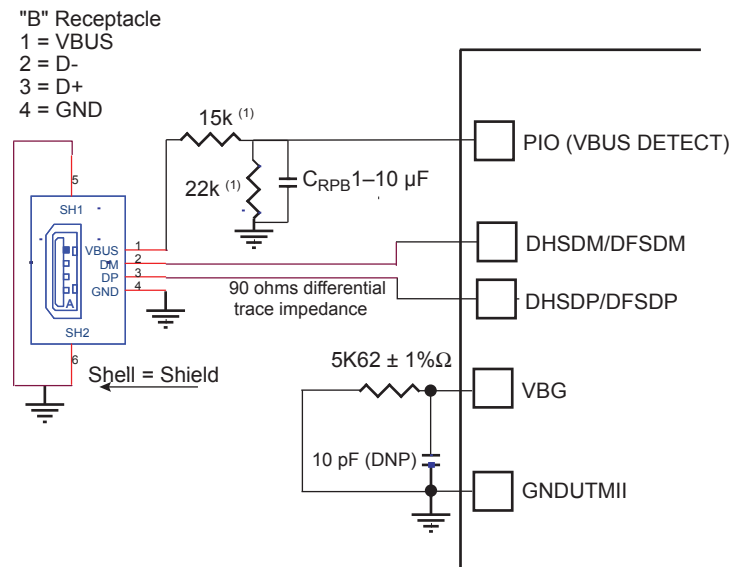 "B" Receptacle
1 = VBUS
2 = D-
3 = D+
4 = GND
15k (1)
22k (1)
CRPB 1–10 µF
PIO (VBUS DETECT)
5
SH1
VBUS
1
DM
2
DP
3
GND
4
A
SH2
6
DHSDM/DFSDM
90 ohms differential
trace impedance
DHSDP/DFSDP
Shell = Shield
5K62 ± 1%Ω
VBG
10 pF (DNP)
GNDUTMII